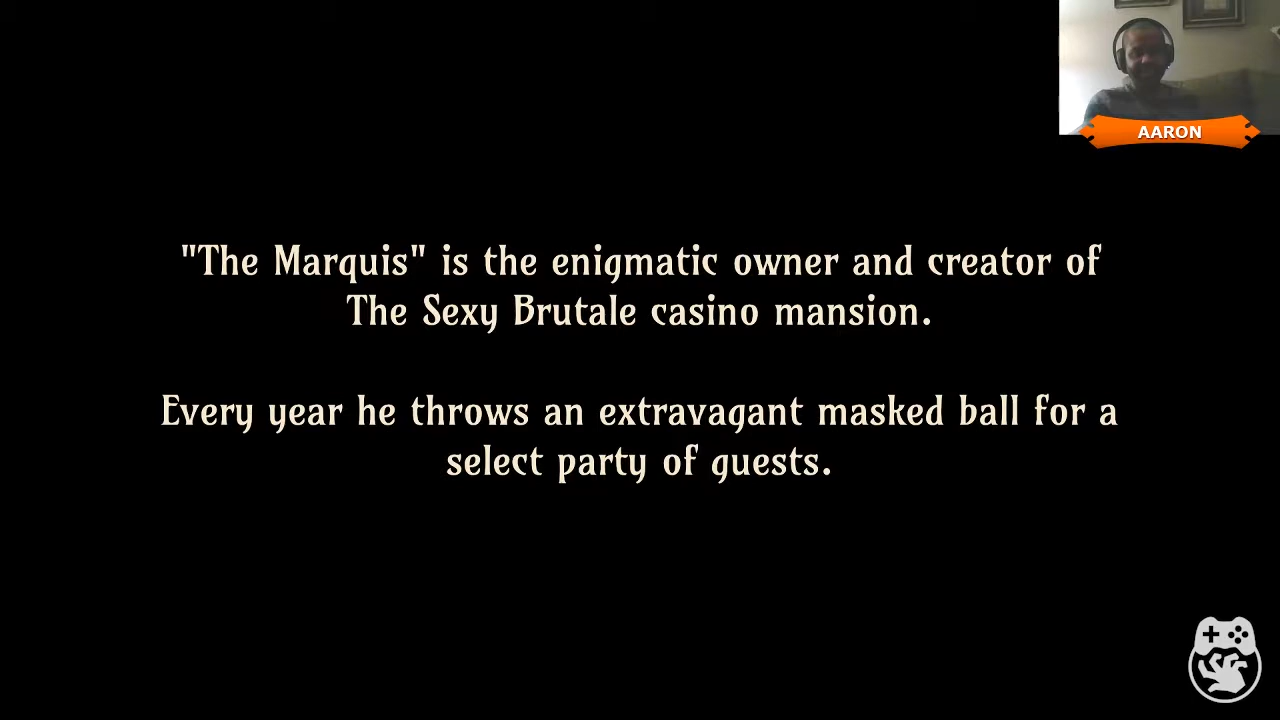 AARON
"The Marquis" is the enigmatic owner and creator of
The Sexy Brutale casino mansion.
Every year he throws an extravagant masked ball for a
select party of guests.